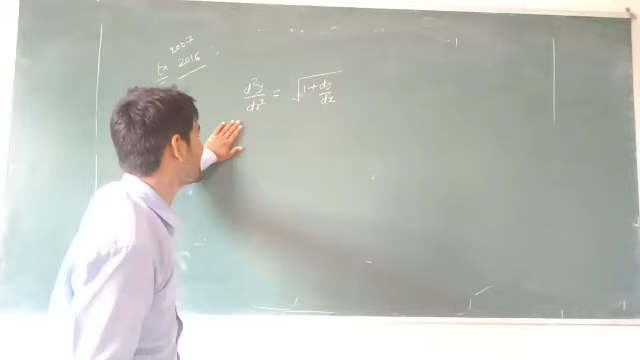 2007
2016
d²y/dx² = √(1+dy/dx)